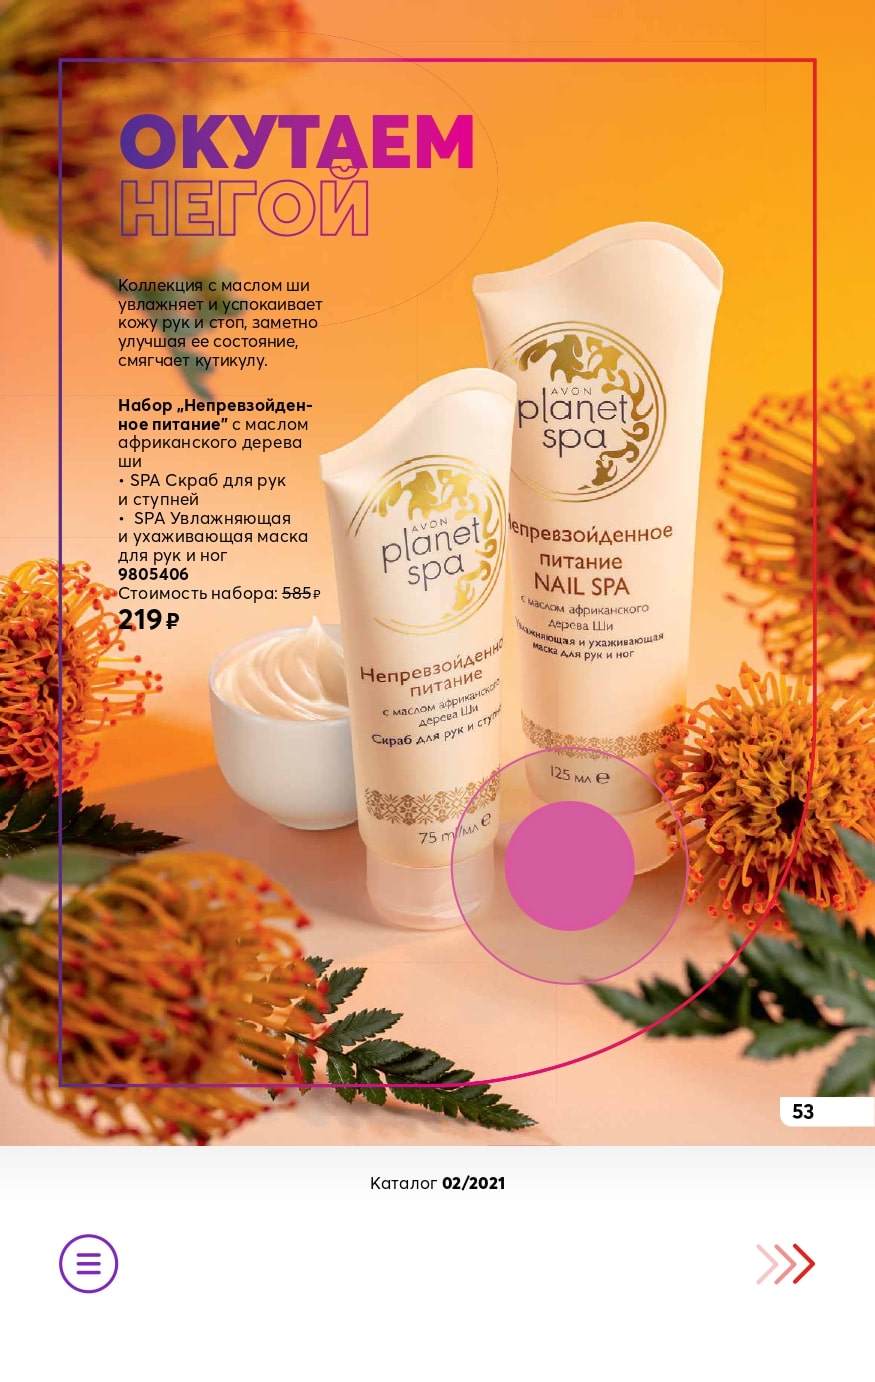 ОКУТАЕМ
НЕГОЙ
Коллекция с маслом ши
увлажняет и успокаивает
кожу рук и стоп, заметно
улучшая ее состояние,
смягчает кутикулу.
Набор „Непревзойден-
ное питание” с маслом
африканского дерева
ши
• SPA Скраб для рук
и ступней
• SPA Увлажняющая
и ухаживающая маска
для рук и ног
9805406
Стоимость набора: 585 ₽
219 ₽
AVON
planet
spa
Непревзойденно
питание
с маслом африканского
дерева Ши
Скраб для рук и ступн
75 ml/мл e
AVON
planet
spa
Непревзойденное
питание
NAIL SPA
с маслом африканского
дерева Ши
Увлажняющая и ухаживающая
маска для рук и ног
125 мл e
53
Каталог 02/2021